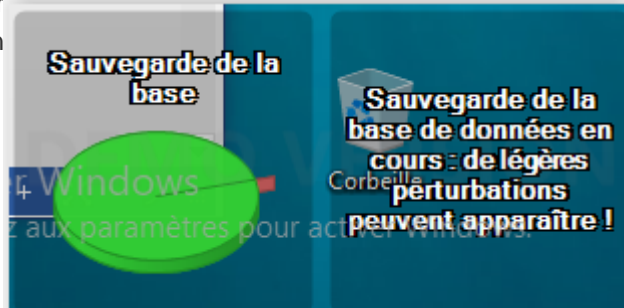 Sauvegarde de la
base
Sauvegarde de la
base de données en
cours : de légères
perturbations
peuvent apparaître !
Corbeille
Windows
z aux paramètres pour activer Windows.